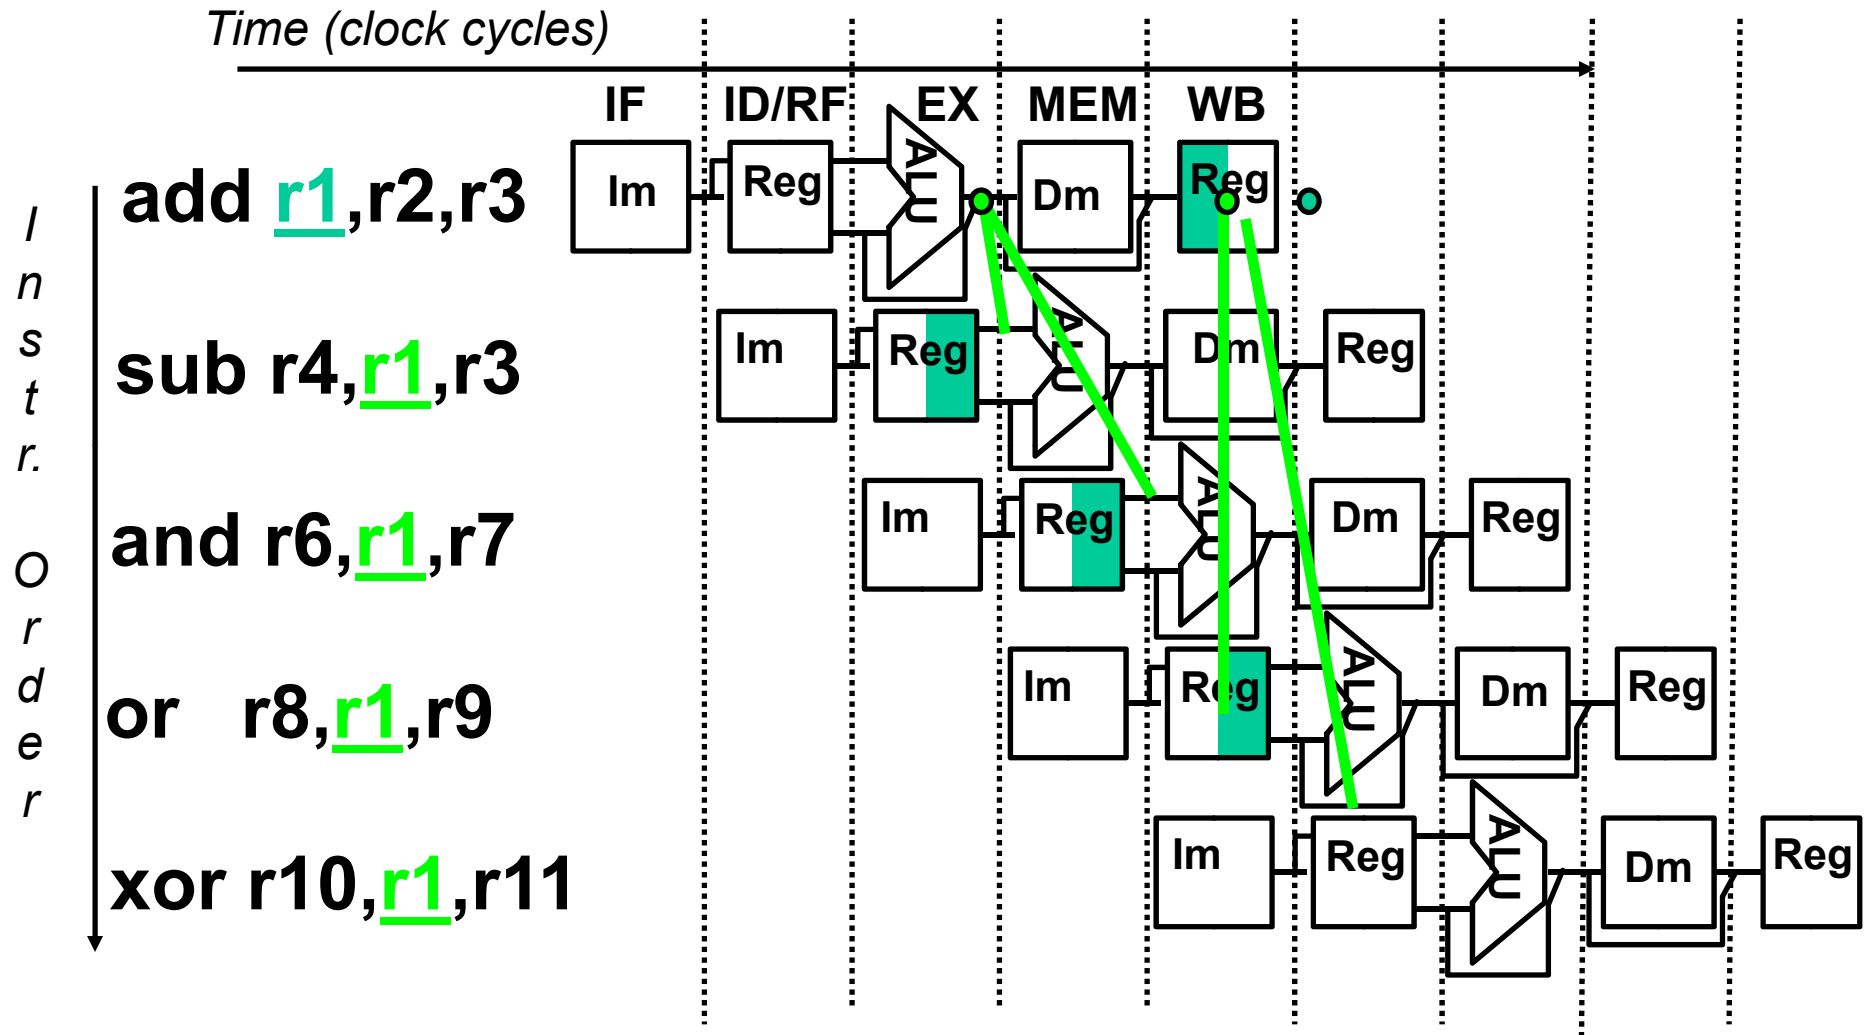 Time (clock cycles)
IF ID/RF EX MEM WB
Instr. Order
add r1,r2,r3 Im Reg ALU Dm Reg
sub r4,r1,r3 Im Reg ALU Dm Reg
and r6,r1,r7 Im Reg ALU Dm Reg
or r8,r1,r9 Im Reg ALU Dm Reg
xor r10,r1,r11 Im Reg ALU Dm Reg